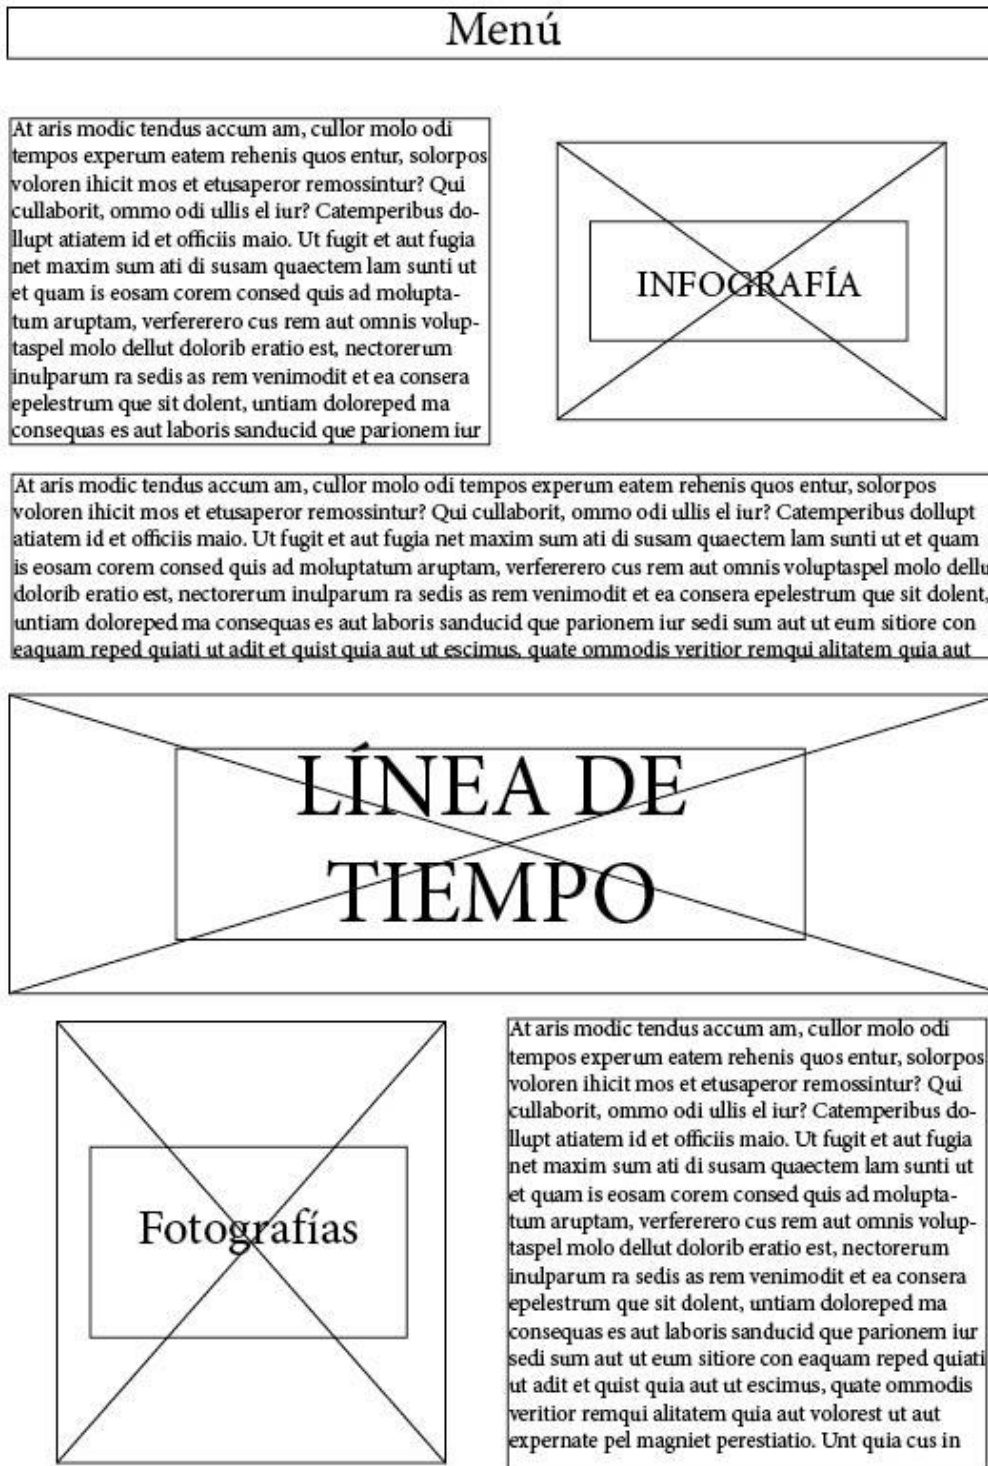 Menú
At aris modic tendus accum am, cullor molo odi
tempos experum eatem rehenis quos entur, solorpos
voloren ihicit mos et etusaperor remossintur? Qui
cullaborit, ommo odi ullis el iur? Catemperibus do-
llupt atiatem id et officiis maio. Ut fugit et aut fugia
net maxim sum ati di susam quaectem lam sunti ut
et quam is eosam corem consed quis ad molupta-
tum aruptam, verfererero cus rem aut omnis volup-
taspel molo dellut dolorib eratio est, nectorerum
inulparum ra sedis as rem venimodit et ea consera
epelestrum que sit dolent, untiam doloreped ma
consequas es aut laboris sanducid que parionem iur
INFOGRAFÍA
At aris modic tendus accum am, cullor molo odi tempos experum eatem rehenis quos entur, solorpos
voloren ihicit mos et etusaperor remossintur? Qui cullaborit, ommo odi ullis el iur? Catemperibus dollupt
atiatem id et officiis maio. Ut fugit et aut fugia net maxim sum ati di susam quaectem lam sunti ut et quam
is eosam corem consed quis ad moluptatum aruptam, verfererero cus rem aut omnis voluptaspel molo dellu
dolorib eratio est, nectorerum inulparum ra sedis as rem venimodit et ea consera epelestrum que sit dolent,
untiam doloreped ma consequas es aut laboris sanducid que parionem iur sedi sum aut ut eum sitiore con
eaquam reped quiati ut adit et quist quia aut ut escimus, quate ommodis veritior remqui alitatem quia aut
LÍNEA DE
TIEMPO
Fotografías
At aris modic tendus accum am, cullor molo odi
tempos experum eatem rehenis quos entur, solorpos
voloren ihicit mos et etusaperor remossintur? Qui
cullaborit, ommo odi ullis el iur? Catemperibus do-
llupt atiatem id et officiis maio. Ut fugit et aut fugia
net maxim sum ati di susam quaectem lam sunti ut
et quam is eosam corem consed quis ad molupta-
tum aruptam, verfererero cus rem aut omnis volup-
taspel molo dellut dolorib eratio est, nectorerum
inulparum ra sedis as rem venimodit et ea consera
epelestrum que sit dolent, untiam doloreped ma
consequas es aut laboris sanducid que parionem iur
sedi sum aut ut eum sitiore con eaquam reped quiati
ut adit et quist quia aut ut escimus, quate ommodis
veritior remqui alitatem quia aut volorest ut aut
expernate pel magniet perestiatio. Unt quia cus in